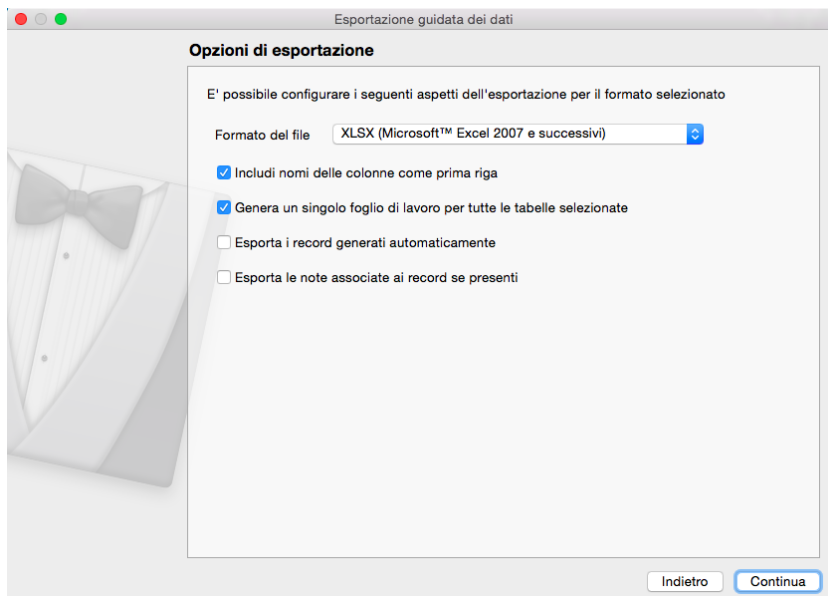 Esportazione guidata dei dati
Opzioni di esportazione
E' possibile configurare i seguenti aspetti dell'esportazione per il formato selezionato
Formato del file XLSX (Microsoft™ Excel 2007 e successivi)
Includi nomi delle colonne come prima riga
Genera un singolo foglio di lavoro per tutte le tabelle selezionate
Esporta i record generati automaticamente
Esporta le note associate ai record se presenti
Indietro Continua